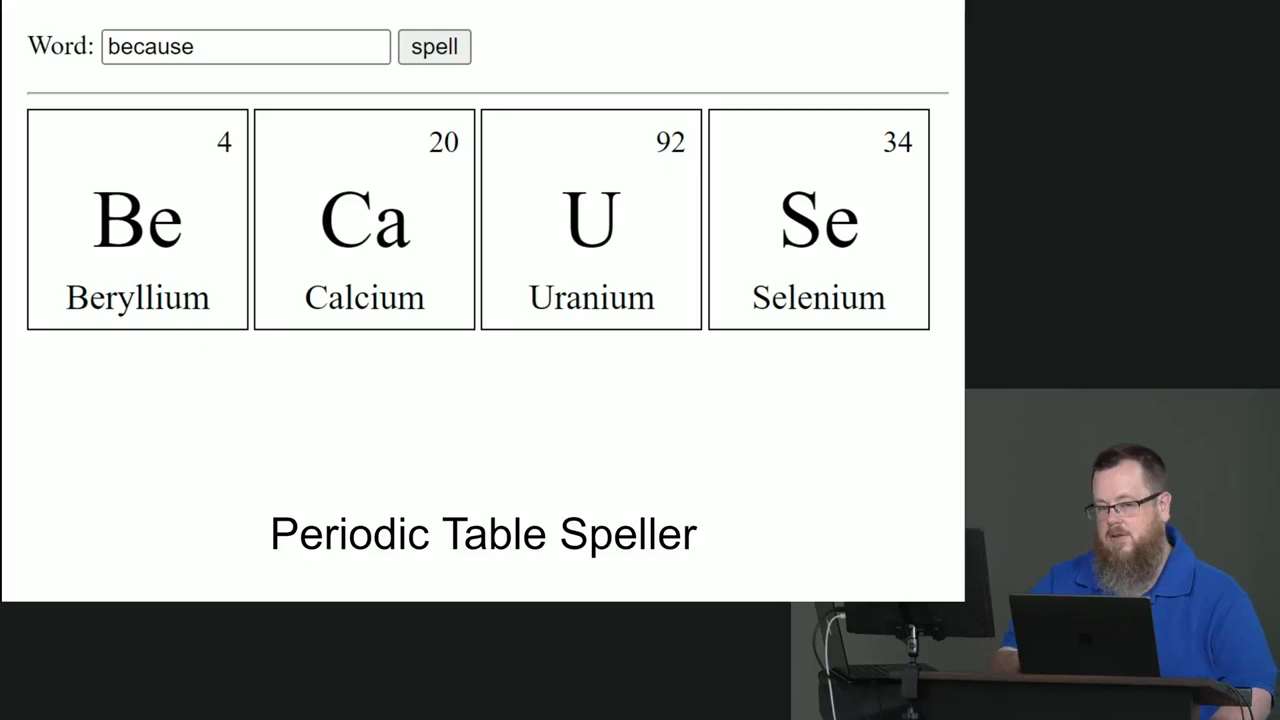 Word: because spell
4 20 92 34
Be Ca U Se
Beryllium Calcium Uranium Selenium
Periodic Table Speller